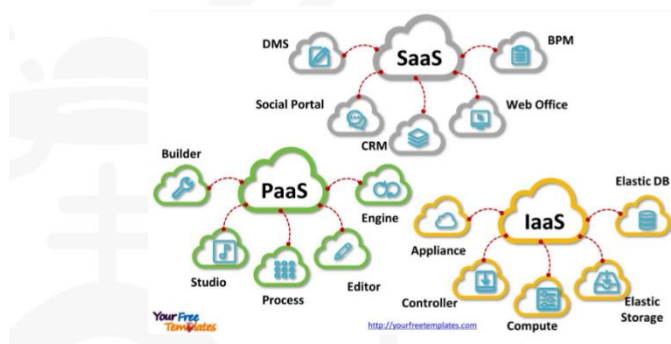 DMS
SaaS
BPM
Social Portal
CRM
Web Office
Builder
PaaS
Engine
Studio
Process
Editor
Elastic DB
IaaS
Appliance
Controller
Compute
Elastic
Storage
Your Free
Templates
http://yourfreetemplates.com